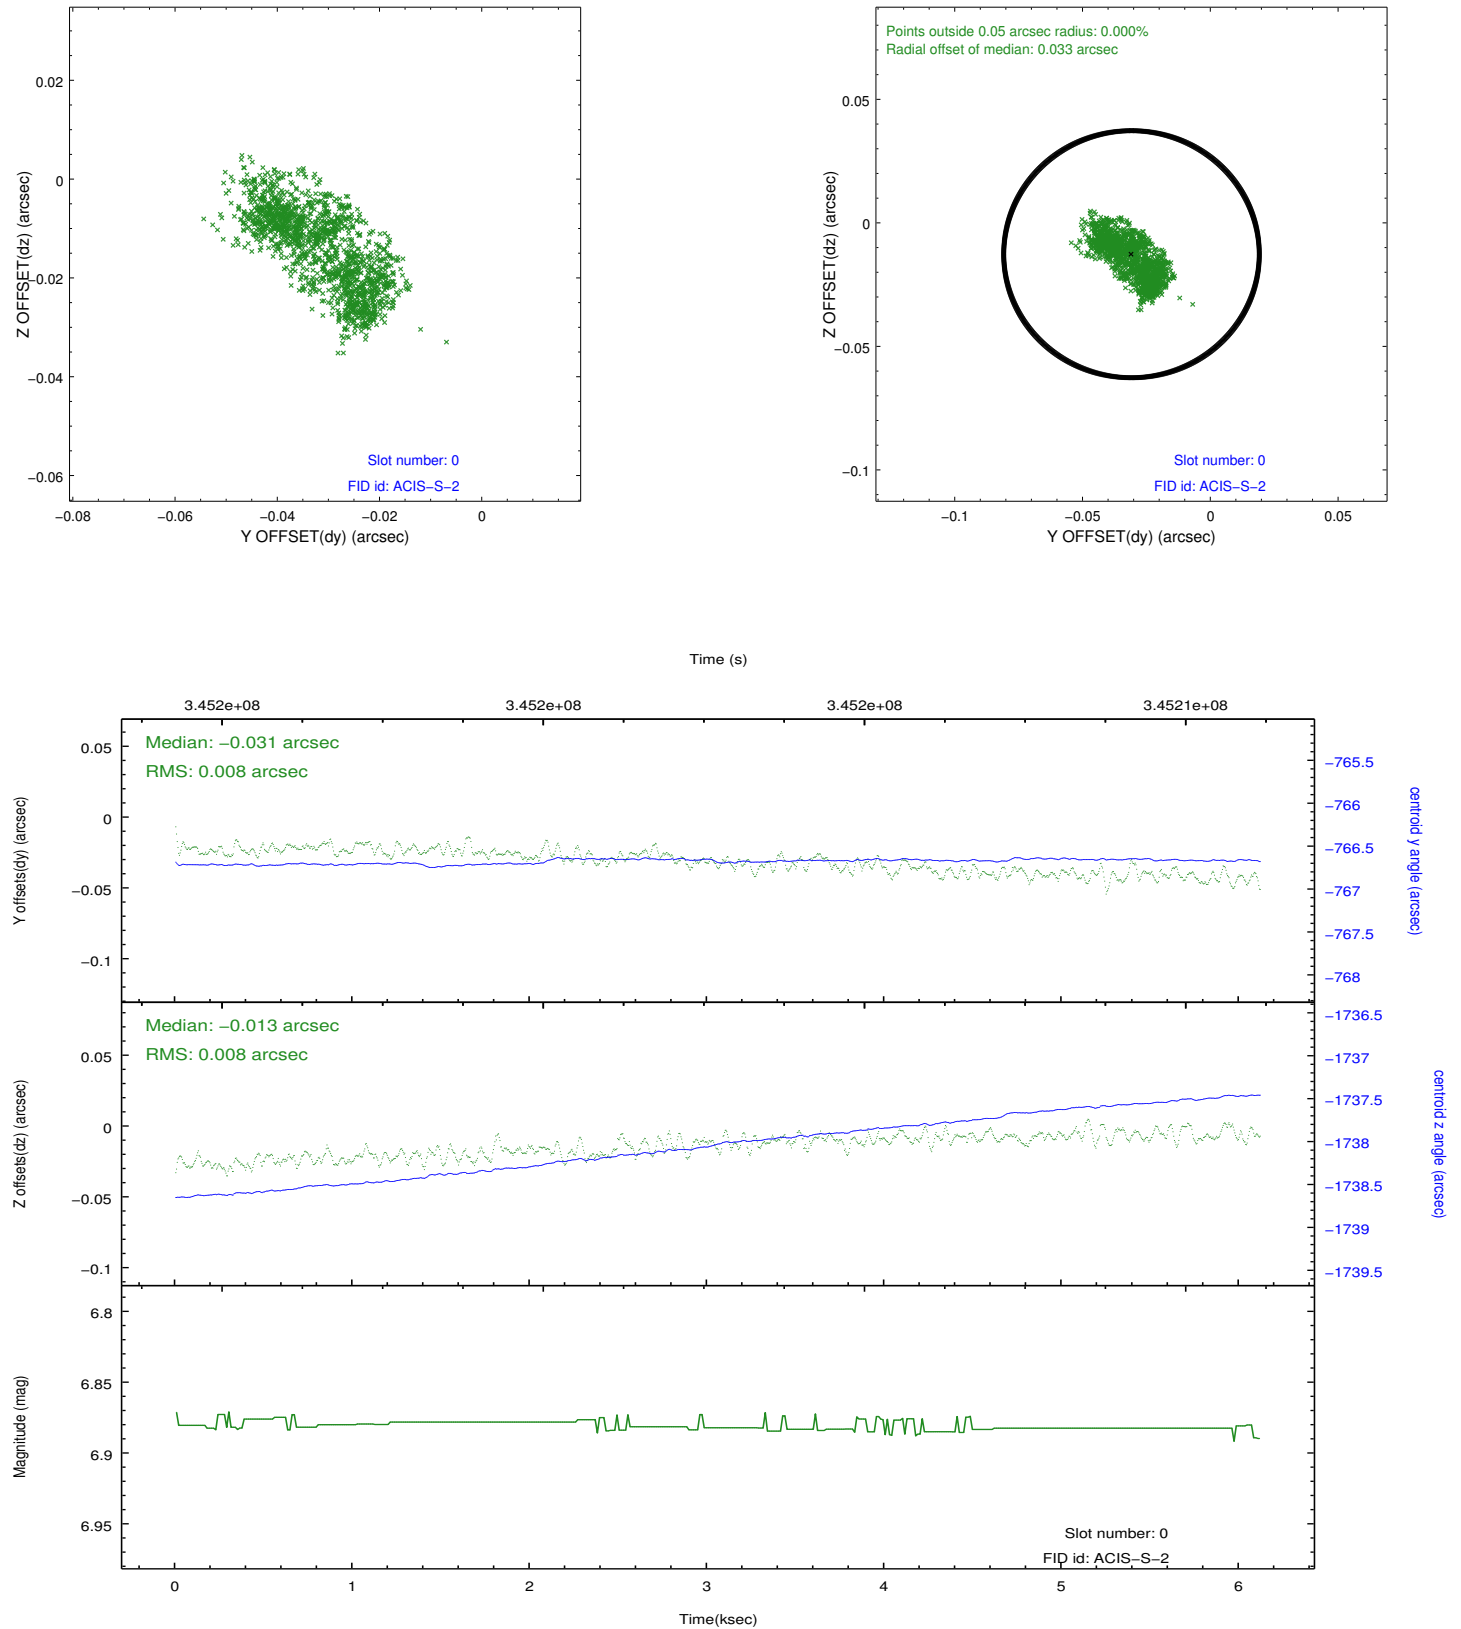 0.02
0
−0.02
−0.04
−0.06
Z OFFSET(dz) (arcsec)
Slot number: 0
FID id: ACIS−S−2
−0.08
−0.06
−0.04
−0.02
0
Y OFFSET(dy) (arcsec)
Points outside 0.05 arcsec radius: 0.000%
Radial offset of median: 0.033 arcsec
0.05
0
−0.05
−0.1
Z OFFSET(dz) (arcsec)
Slot number: 0
FID id: ACIS−S−2
−0.1
−0.05
0
0.05
Y OFFSET(dy) (arcsec)
Time (s)
3.452e+08
3.452e+08
3.452e+08
3.4521e+08
Median: −0.031 arcsec
RMS: 0.008 arcsec
0.05
0
−0.05
−0.1
Y offsets(dy) (arcsec)
−765.5
−766
−766.5
−767
−767.5
−768
centroid y angle (arcsec)
Median: −0.013 arcsec
RMS: 0.008 arcsec
0.05
0
−0.05
−0.1
Z offsets(dz) (arcsec)
−1736.5
−1737
−1737.5
−1738
−1738.5
−1739
−1739.5
centroid z angle (arcsec)
6.8
6.85
6.9
6.95
Magnitude (mag)
Slot number: 0
FID id: ACIS−S−2
0
1
2
3
4
5
6
Time(ksec)